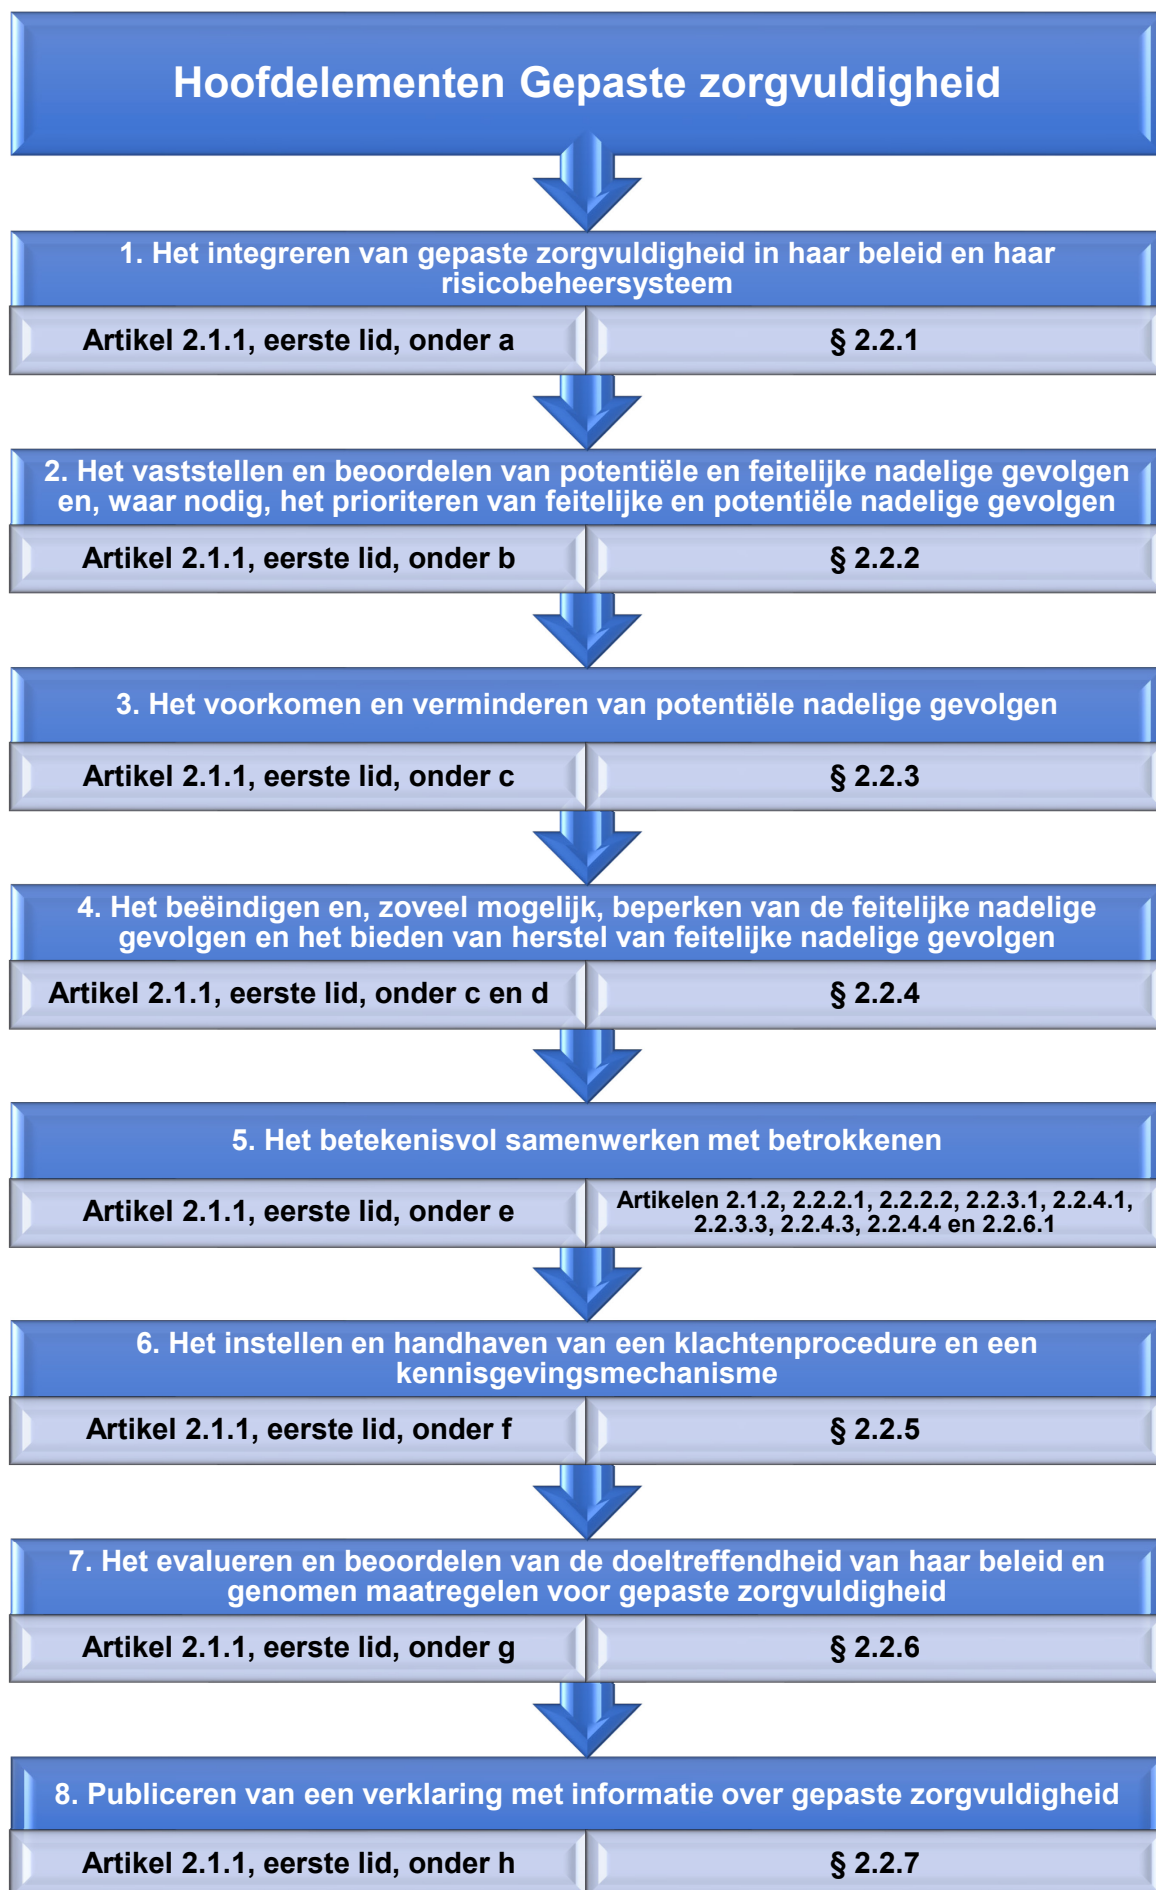 Hoofdelementen Gepaste zorgvuldigheid
1. Het integreren van gepaste zorgvuldigheid in haar beleid en haar
risicobeheersysteem
Artikel 2.1.1, eerste lid, onder a
§ 2.2.1
2. Het vaststellen en beoordelen van potentiële en feitelijke nadelige gevolgen
en, waar nodig, het prioriteren van feitelijke en potentiële nadelige gevolgen
Artikel 2.1.1, eerste lid, onder b
§ 2.2.2
3. Het voorkomen en verminderen van potentiële nadelige gevolgen
Artikel 2.1.1, eerste lid, onder c
§ 2.2.3
4. Het beëindigen en, zoveel mogelijk, beperken van de feitelijke nadelige
gevolgen en het bieden van herstel van feitelijke nadelige gevolgen
Artikel 2.1.1, eerste lid, onder c en d
§ 2.2.4
5. Het betekenisvol samenwerken met betrokkenen
Artikel 2.1.1, eerste lid, onder e
Artikelen 2.1.2, 2.2.2.1, 2.2.2.2, 2.2.3.1, 2.2.4.1,
2.2.3.3, 2.2.4.3, 2.2.4.4 en 2.2.6.1
6. Het instellen en handhaven van een klachtenprocedure en een
kennisgevingsmechanisme
Artikel 2.1.1, eerste lid, onder f
§ 2.2.5
7. Het evalueren en beoordelen van de doeltreffendheid van haar beleid en
genomen maatregelen voor gepaste zorgvuldigheid
Artikel 2.1.1, eerste lid, onder g
§ 2.2.6
8. Publiceren van een verklaring met informatie over gepaste zorgvuldigheid
Artikel 2.1.1, eerste lid, onder h
§ 2.2.7